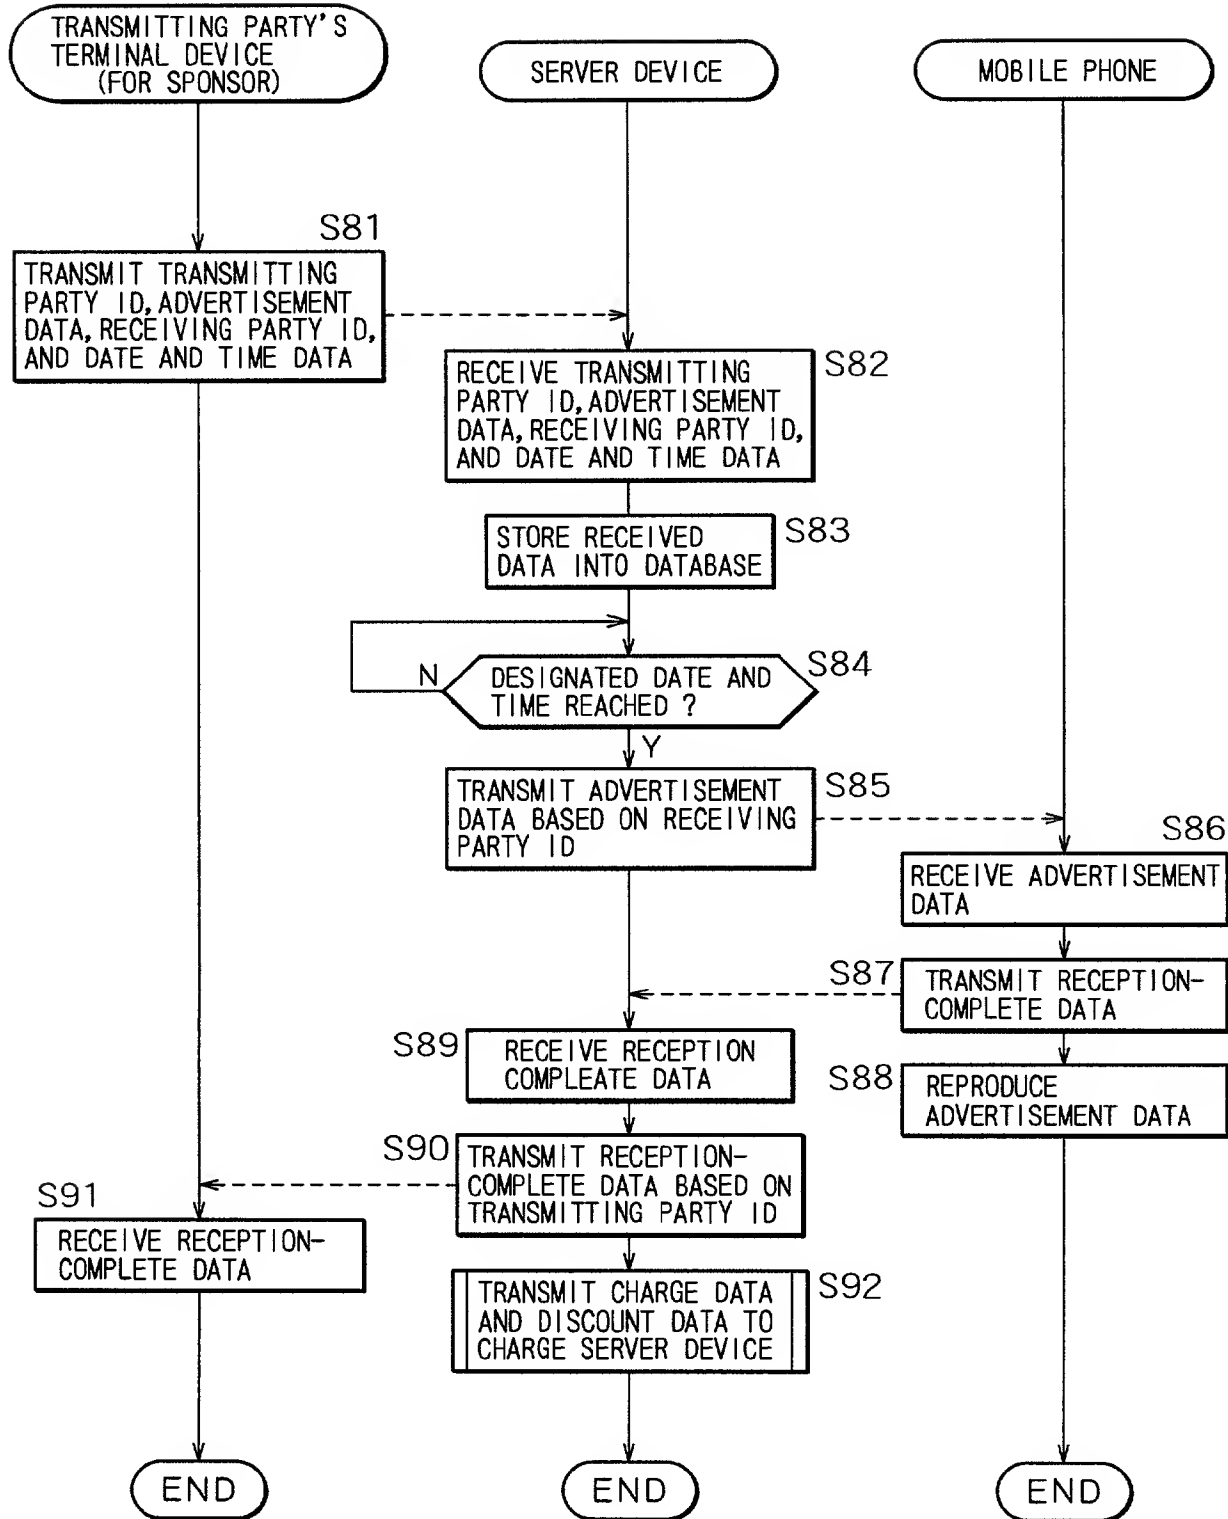 TRANSMITTING PARTY'S
TERMINAL DEVICE
(FOR SPONSOR)
SERVER DEVICE
MOBILE PHONE
S81
TRANSMIT TRANSMITTING
PARTY ID, ADVERTISEMENT
DATA, RECEIVING PARTY ID,
AND DATE AND TIME DATA
S82
RECEIVE TRANSMITTING
PARTY ID, ADVERTISEMENT
DATA, RECEIVING PARTY ID,
AND DATE AND TIME DATA
S83
STORE RECEIVED
DATA INTO DATABASE
S84
N
DESIGNATED DATE AND
TIME REACHED ?
Y
S85
TRANSMIT ADVERTISEMENT
DATA BASED ON RECEIVING
PARTY ID
S86
RECEIVE ADVERTISEMENT
DATA
S87
TRANSMIT RECEPTION-
COMPLETE DATA
S89
RECEIVE RECEPTION
COMPLEATE DATA
S88
REPRODUCE
ADVERTISEMENT DATA
S90
TRANSMIT RECEPTION-
COMPLETE DATA BASED ON
TRANSMITTING PARTY ID
S91
RECEIVE RECEPTION-
COMPLETE DATA
S92
TRANSMIT CHARGE DATA
AND DISCOUNT DATA TO
CHARGE SERVER DEVICE
END
END
END